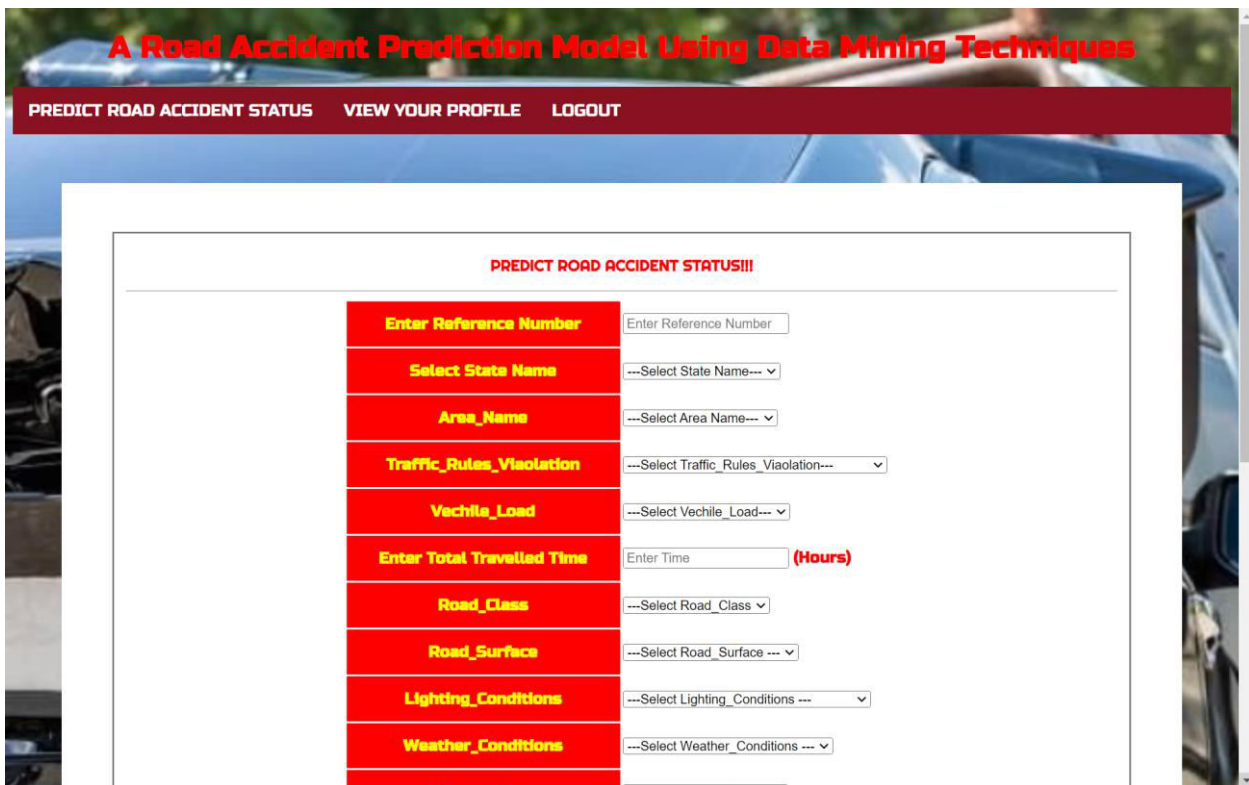 A Road Accident Prediction Model Using Data Mining Techniques
PREDICT ROAD ACCIDENT STATUS VIEW YOUR PROFILE LOGOUT
PREDICT ROAD ACCIDENT STATUS!!!
Enter Reference Number Enter Reference Number
Select State Name ---Select State Name---
Area_Name ---Select Area Name---
Traffic_Rules_Viaolation ---Select Traffic_Rules_Viaolation---
Vechile_Load ---Select Vechile_Load---
Enter Total Travelled Time Enter Time (Hours)
Road_Class ---Select Road_Class
Road_Surface ---Select Road_Surface ---
Lighting_Conditions ---Select Lighting_Conditions ---
Weather_Conditions ---Select Weather_Conditions ---